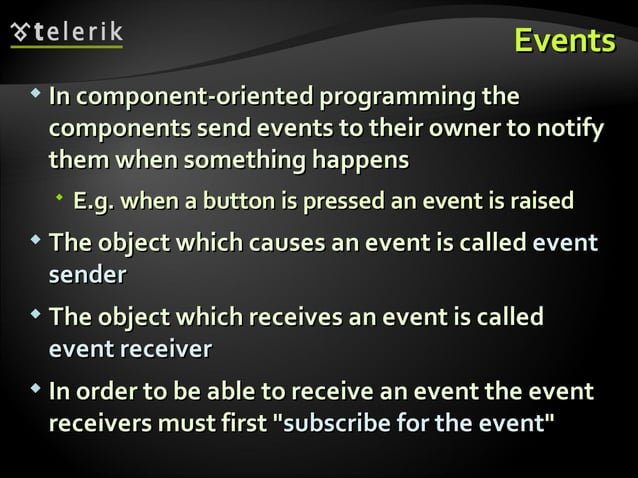 telerik
Events
In component-oriented programming the
components send events to their owner to notify
them when something happens
E.g. when a button is pressed an event is raised
The object which causes an event is called event
sender
The object which receives an event is called
event receiver
In order to be able to receive an event the event
receivers must first "subscribe for the event"